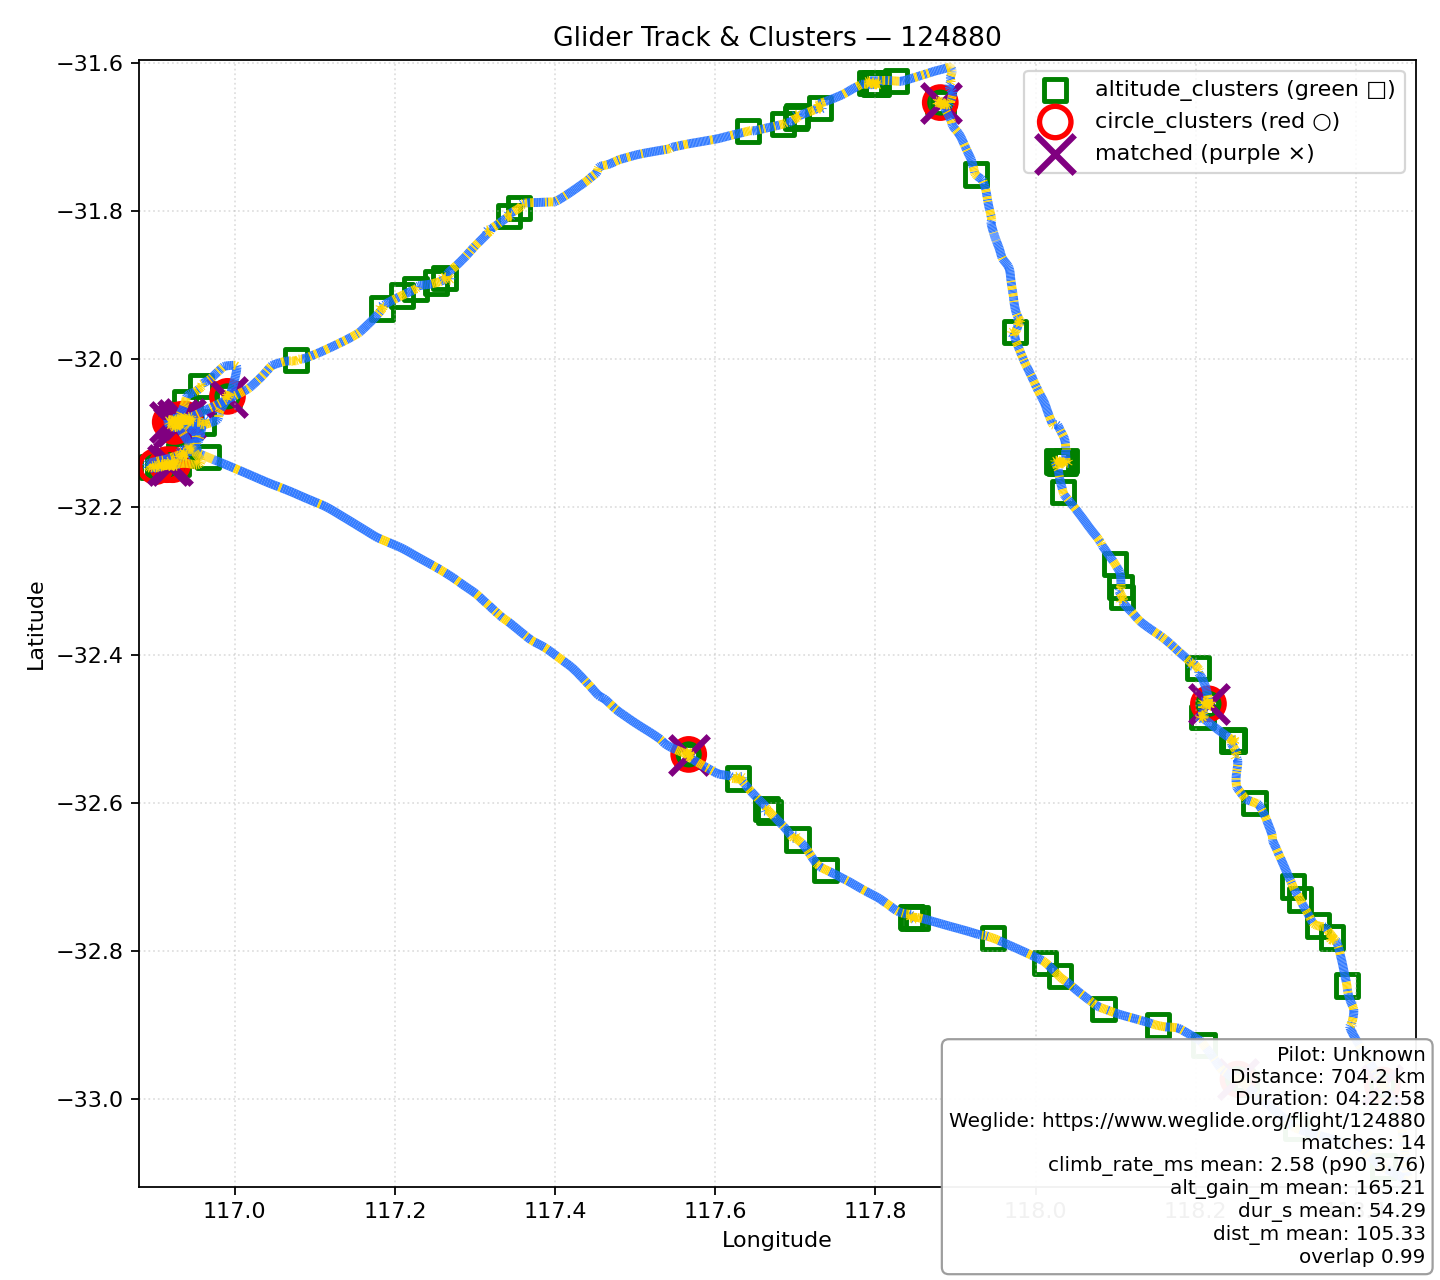 Glider Track & Clusters — 124880
altitude_clusters (green □)
circle_clusters (red ○)
matched (purple ×)
Latitude
−31.6
−31.8
−32.0
−32.2
−32.4
−32.6
−32.8
−33.0
117.0
117.2
117.4
117.6
117.8
118.0
118.2
Longitude
Pilot: Unknown
Distance: 704.2 km
Duration: 04:22:58
Weglide: https://www.weglide.org/flight/124880
matches: 14
climb_rate_ms mean: 2.58 (p90 3.76)
alt_gain_m mean: 165.21
dur_s mean: 54.29
dist_m mean: 105.33
overlap 0.99